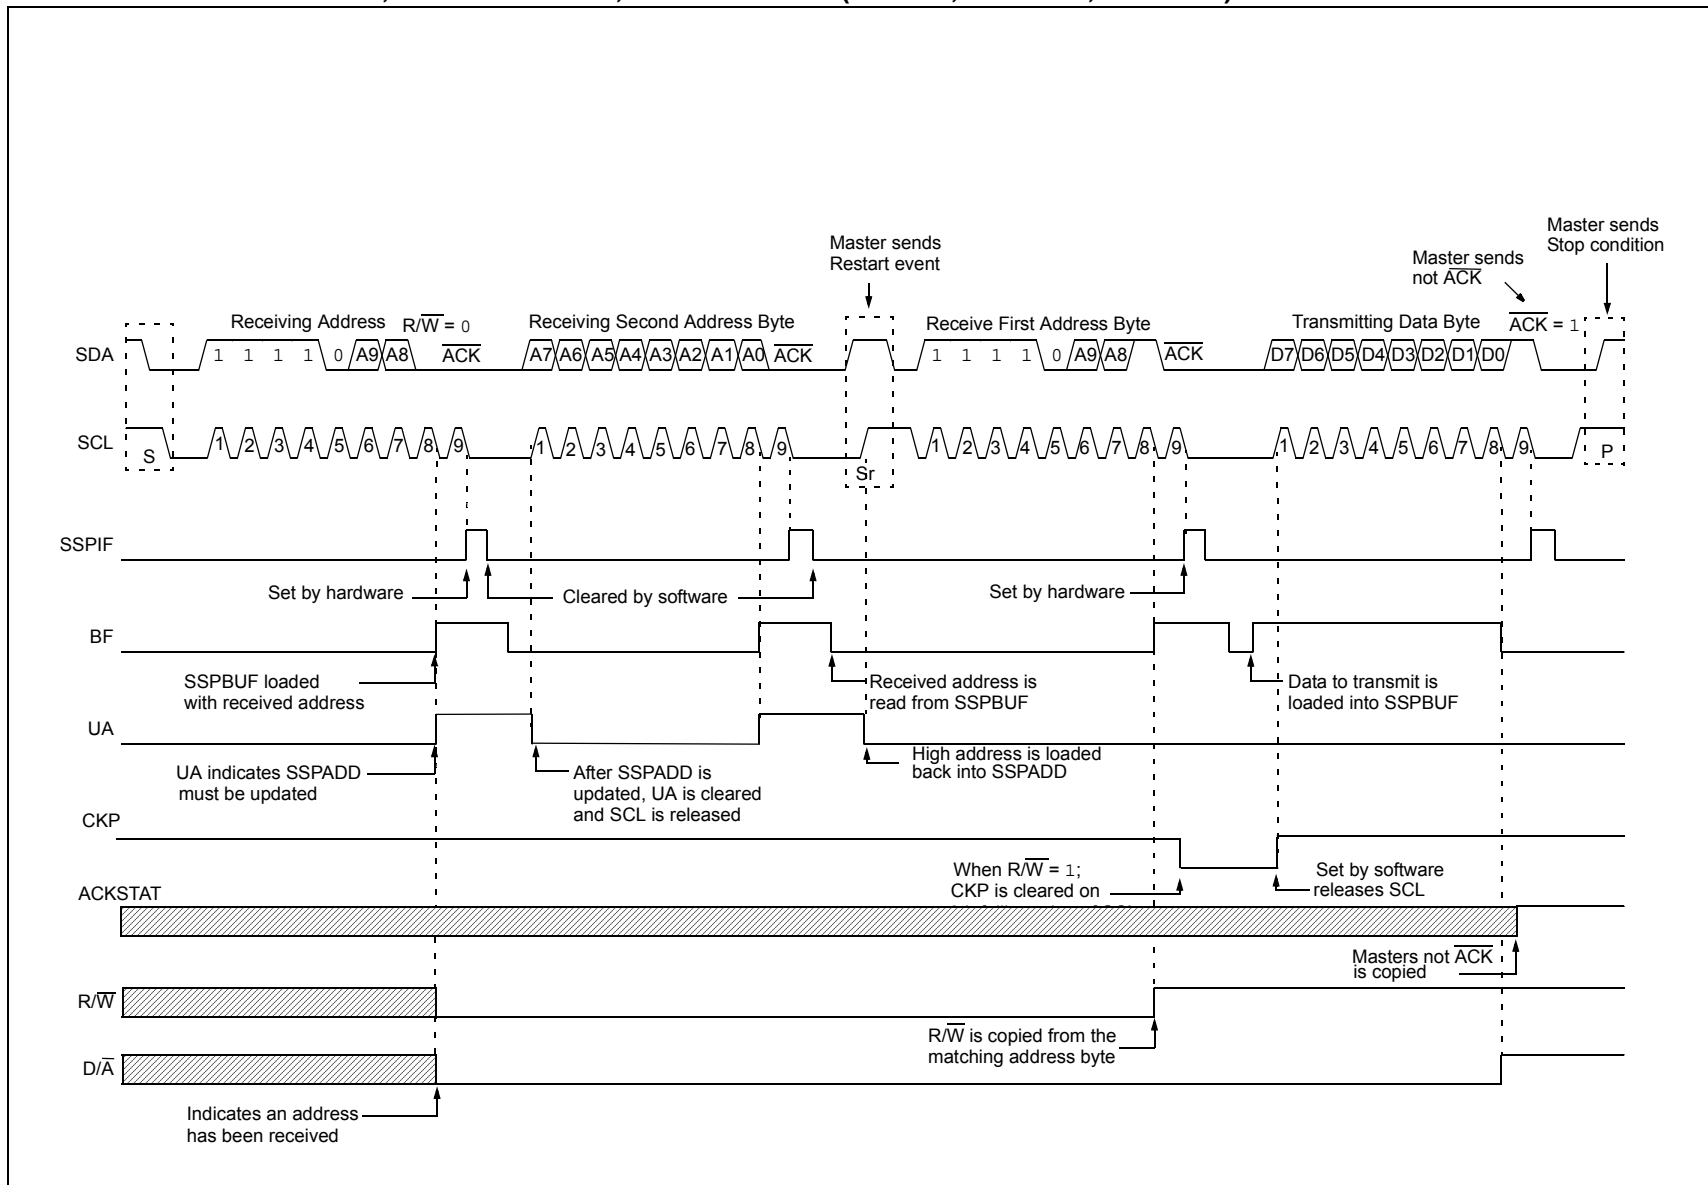 Master sends
Stop condition
Master sends
Restart event
Master sends
not ACK
Receiving Address R/W = 0
Receiving Second Address Byte
Receive First Address Byte
Transmitting Data Byte
ACK = 1
SDA
1 1 1 1 0 A9 A8 ACK
A7 A6 A5 A4 A3 A2 A1 A0 ACK
1 1 1 1 0 A9 A8 ACK
D7 D6 D5 D4 D3 D2 D1 D0
SCL
S
1 2 3 4 5 6 7 8 9
1 2 3 4 5 6 7 8 9
Sr
1 2 3 4 5 6 7 8 9
1 2 3 4 5 6 7 8 9
P
SSPIF
Set by hardware
Cleared by software
Set by hardware
BF
SSPBUF loaded
with received address
Received address is
read from SSPBUF
Data to transmit is
loaded into SSPBUF
UA
UA indicates SSPADD
must be updated
After SSPADD is
updated, UA is cleared
and SCL is released
High address is loaded
back into SSPADD
CKP
When R/W = 1;
CKP is cleared on
Set by software
releases SCL
ACKSTAT
Masters not ACK
is copied
R/W
R/W is copied from the
matching address byte
D/A
Indicates an address
has been received